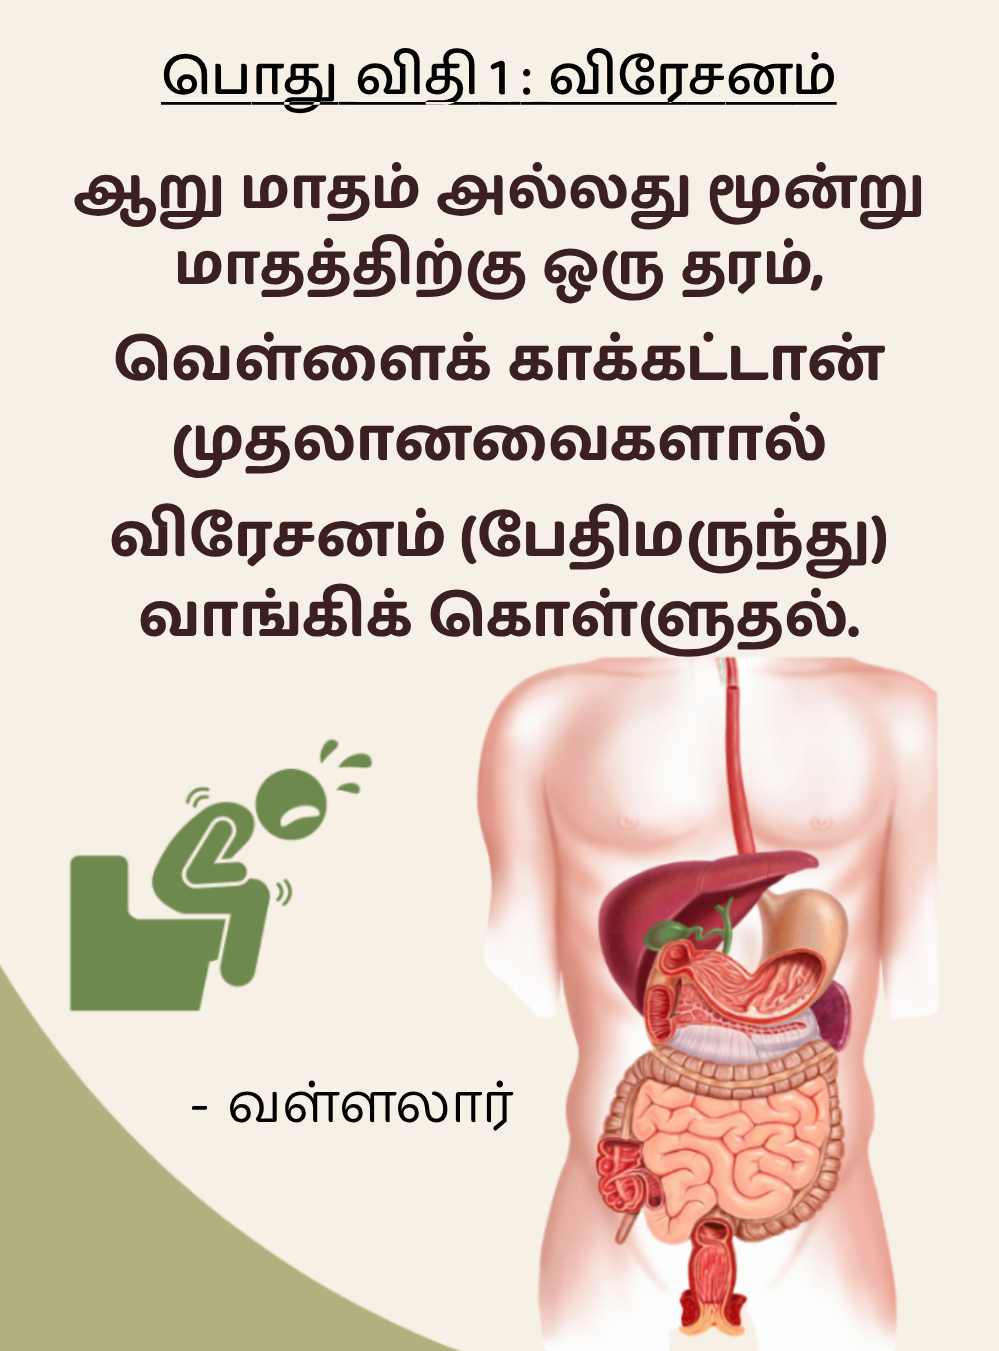 பொது விதி 1 : விரேசனம்
ஆறு மாதம் அல்லது மூன்று
மாதத்திற்கு ஒரு தரம்,
வெள்ளைக் காக்கட்டான்
முதலானவைகளால்
விரேசனம் (பேதிமருந்து)
வாங்கிக் கொள்ளுதல்.
- வள்ளலார்